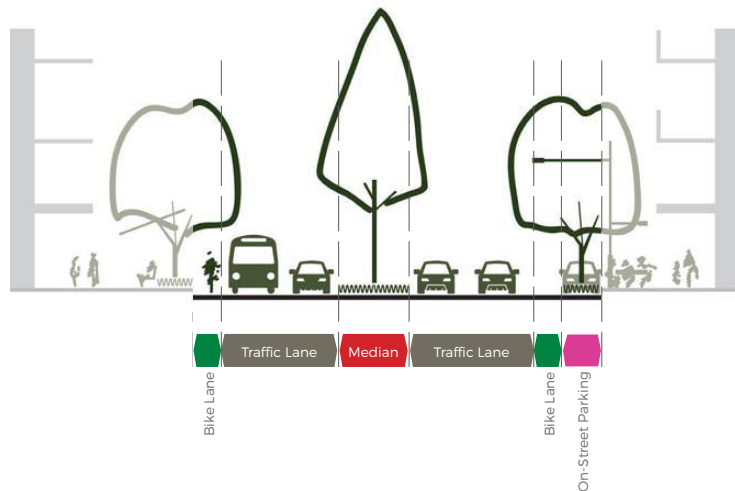 Traffic Lane
Median
Traffic Lane
Bike Lane
Bike Lane
On-Street Parking